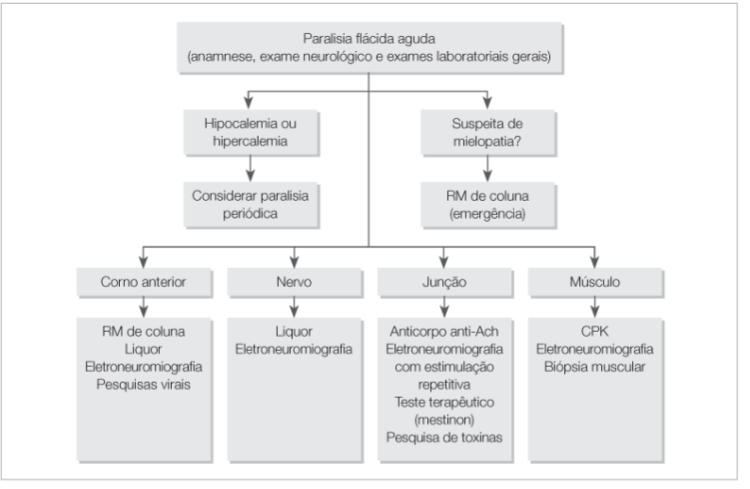 Paralisia flácida aguda
(anamnese, exame neurológico e exames laboratoriais gerais)
Hipocalemia ou
hipercalemia
Suspeita de
mielopatia?
Considerar paralisia
periódica
RM de coluna
(emergência)
Corno anterior
Nervo
Junção
Músculo
RM de coluna
Liquor
Eletroneuromiografia
Pesquisas virais
Liquor
Eletroneuromiografia
Anticorpo anti-Ach
Eletroneuromiografia
com estimulação
repetitiva
Teste terapêutico
(mestinon)
Pesquisa de toxinas
CPK
Eletroneuromiografia
Biópsia muscular